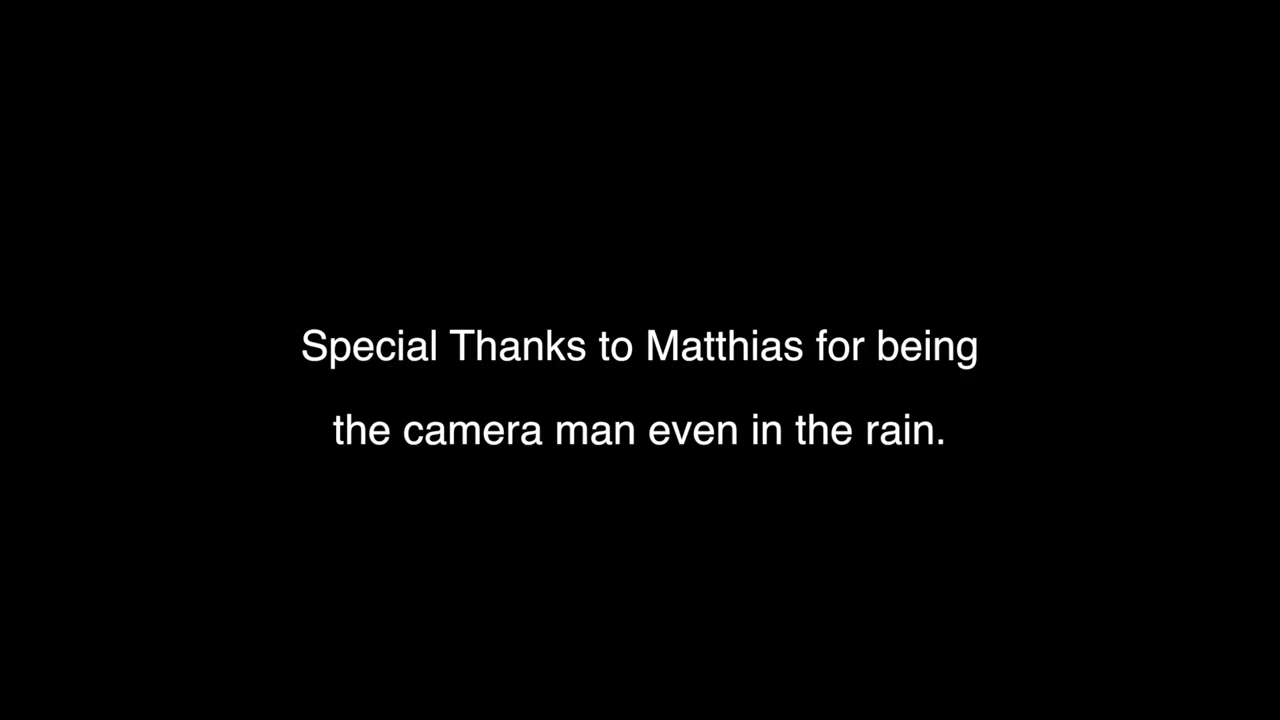 Special Thanks to Matthias for being
the camera man even in the rain.